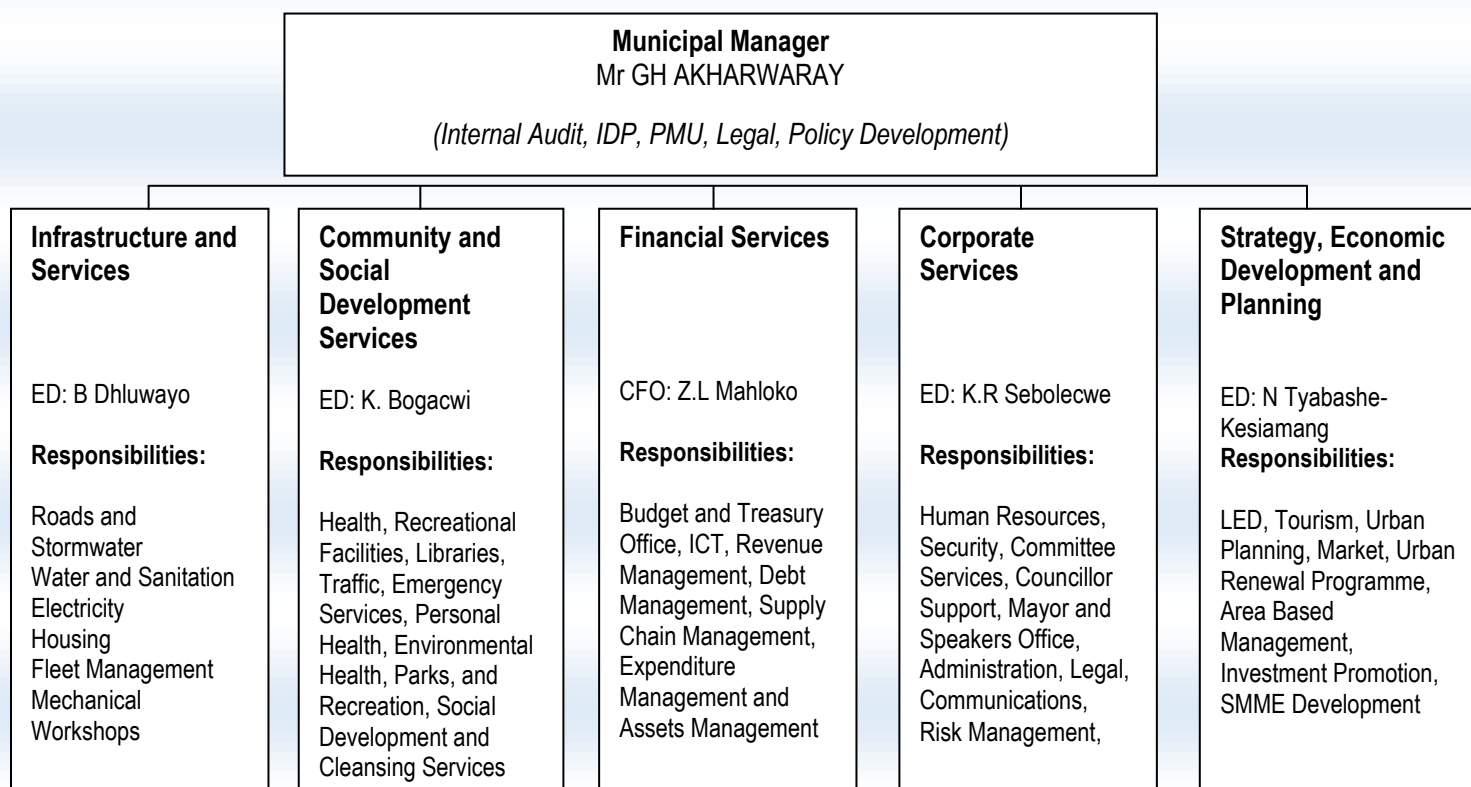 Municipal Manager
Mr GH AKHARWARAY
(Internal Audit, IDP, PMU, Legal, Policy Development)
Infrastructure and
Services
ED: B Dhluwayo
Responsibilities:
Roads and
Stormwater
Water and Sanitation
Electricity
Housing
Fleet Management
Mechanical
Workshops
Community and
Social
Development
Services
ED: K. Bogacwi
Responsibilities:
Health, Recreational
Facilities, Libraries,
Traffic, Emergency
Services, Personal
Health, Environmental
Health, Parks, and
Recreation, Social
Development and
Cleansing Services
Financial Services
CFO: Z.L Mahloko
Responsibilities:
Budget and Treasury
Office, ICT, Revenue
Management, Debt
Management, Supply
Chain Management,
Expenditure
Management and
Assets Management
Corporate
Services
ED: K.R Sebolecwe
Responsibilities:
Human Resources,
Security, Committee
Services, Councillor
Support, Mayor and
Speakers Office,
Administration, Legal,
Communications,
Risk Management,
Strategy, Economic
Development and
Planning
ED: N Tyabashe-
Kesiamang
Responsibilities:
LED, Tourism, Urban
Planning, Market, Urban
Renewal Programme,
Area Based
Management,
Investment Promotion,
SMME Development